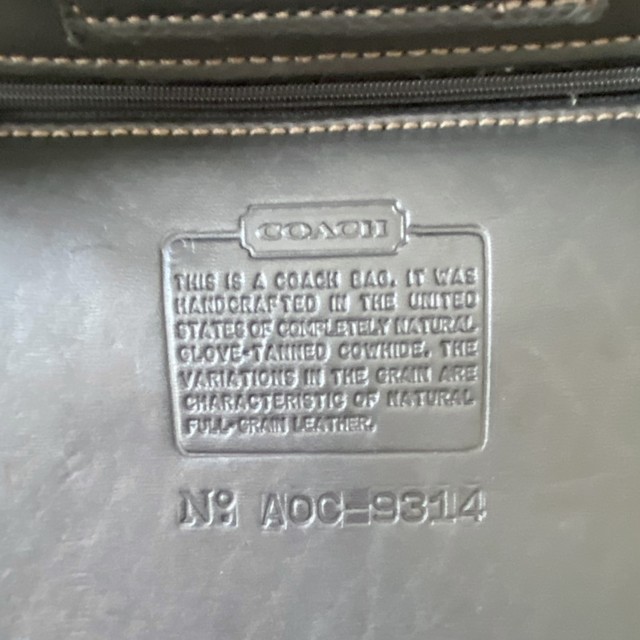 COACH
THIS IS A COACH BAG. IT WAS
HANDCRAFTED IN THE UNITED
STATES OF COMPLETELY NATURAL
GLOVE-TANNED COWHIDE. THE
VARIATIONS IN THE GRAIN ARE
CHARACTERISTIC OF NATURAL
FULL-GRAIN LEATHER.
No: AOC-9314